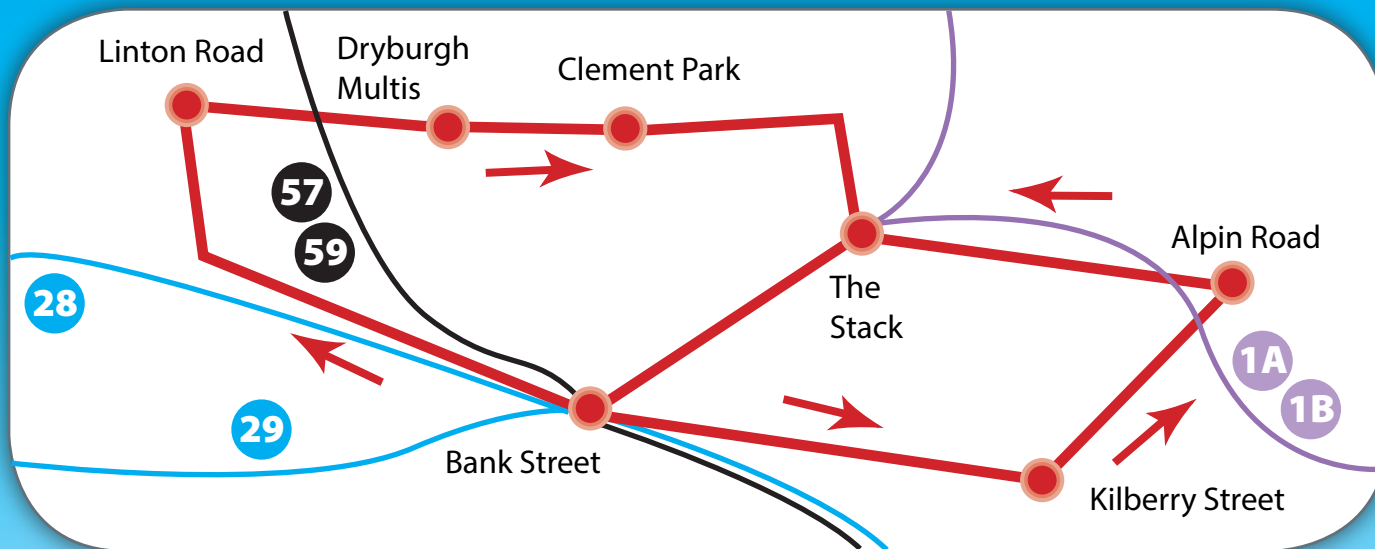 Linton Road
Dryburgh
Multis
Clement Park
57
59
Alpin Road
28
The
Stack
1A
1B
29
Bank Street
Kilberry Street